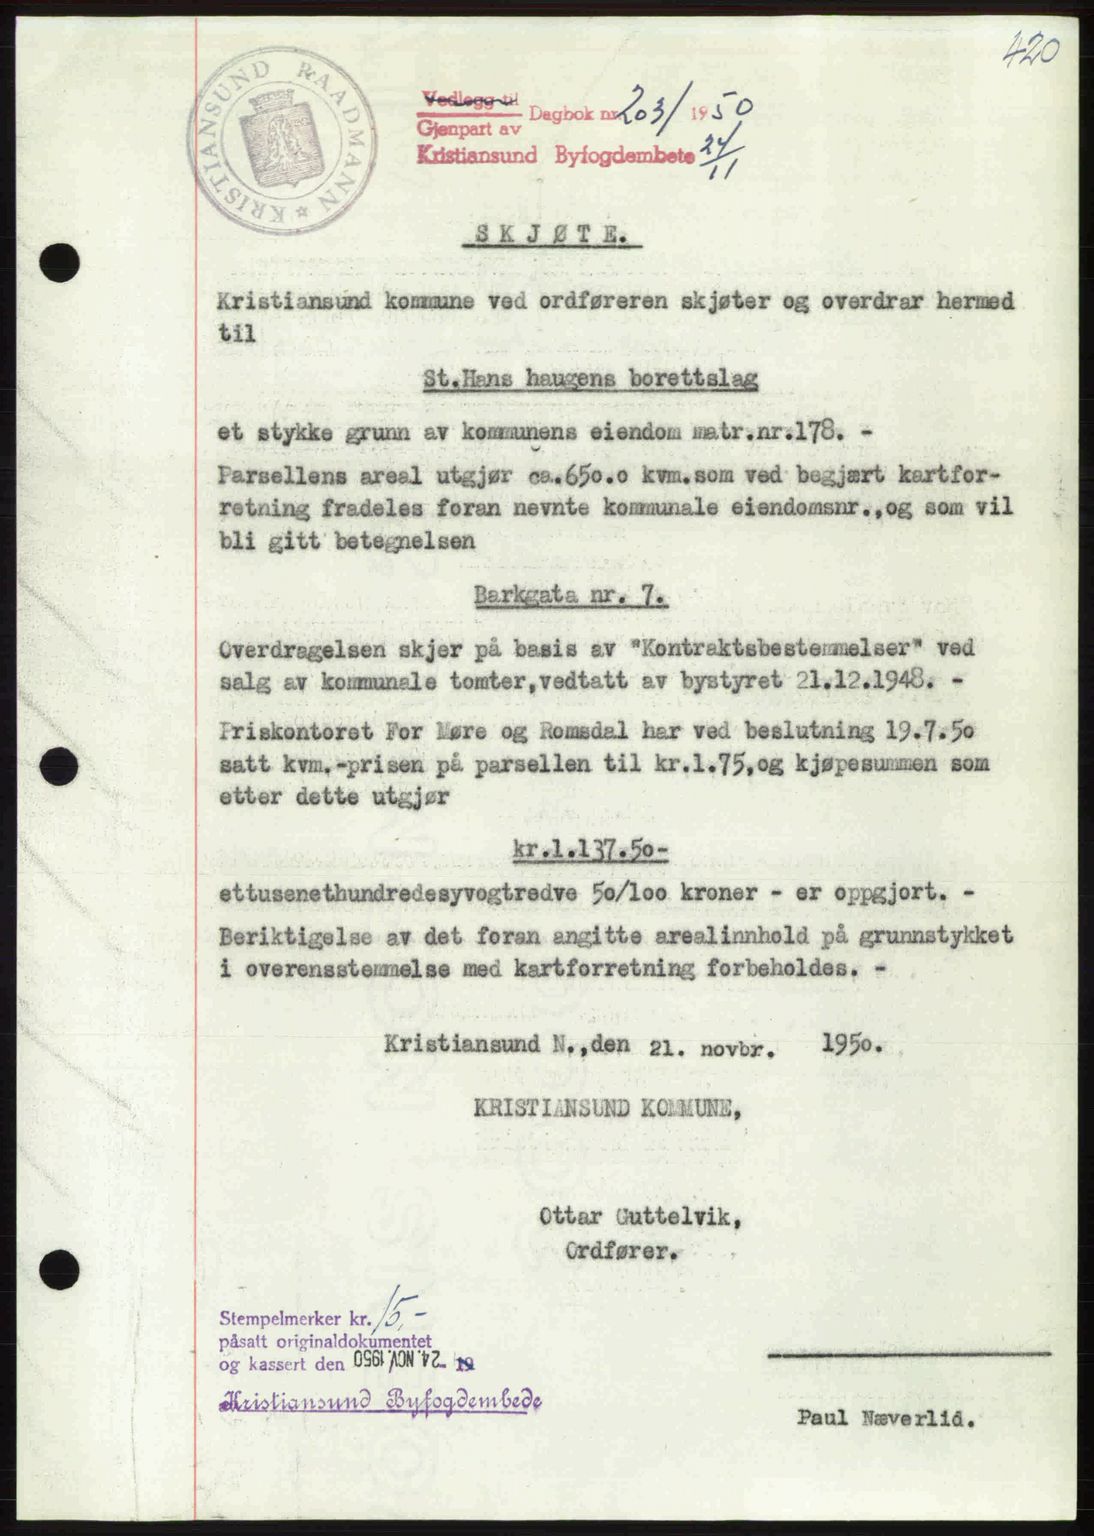 420
KRISTIANSUND RAADMANN
Vedlegg til
Gjenpart av
Dagbok nr. 203/ 1950
Kristiansund Byfogdembete 24/11
SKJØTE.
Kristiansund kommune ved ordføreren skjøter og overdrar hermed
til
St.Hans haugens borettslag
et stykke grunn av kommunens eiendom matr.nr.178. -
Parsellens areal utgjør ca.650.0 kvm.som ved begjært kartfor-
retning fradeles foran nevnte kommunale eiendomsnr.,og som vil
bli gitt betegnelsen
Barkgata nr. 7.
Overdragelsen skjer på basis av "Kontraktsbestemmelser" ved
salg av kommunale tomter,vedtatt av bystyret 21.12.1948. -
Priskontoret For Møre og Romsdal har ved beslutning 19.7.50
satt kvm.-prisen på parsellen til kr.1.75,og kjøpesummen som
etter dette utgjør
kr.1.137.50-
ettusenethundredesyvogtredve 50/100 kroner - er oppgjort. -
Beriktigelse av det foran angitte arealinnhold på grunnstykket
i overensstemmelse med kartforretning forbeholdes. -
Kristiansund N.,den 21. novbr. 1950.
KRISTIANSUND KOMMUNE,
Ottar Guttelvik,
Ordfører.
Stempelmerker kr. 15,-
påsatt originaldokumentet
og kassert den 24. NOV. 1950 19
Kristiansund Byfogdembede
Paul Næverlid.